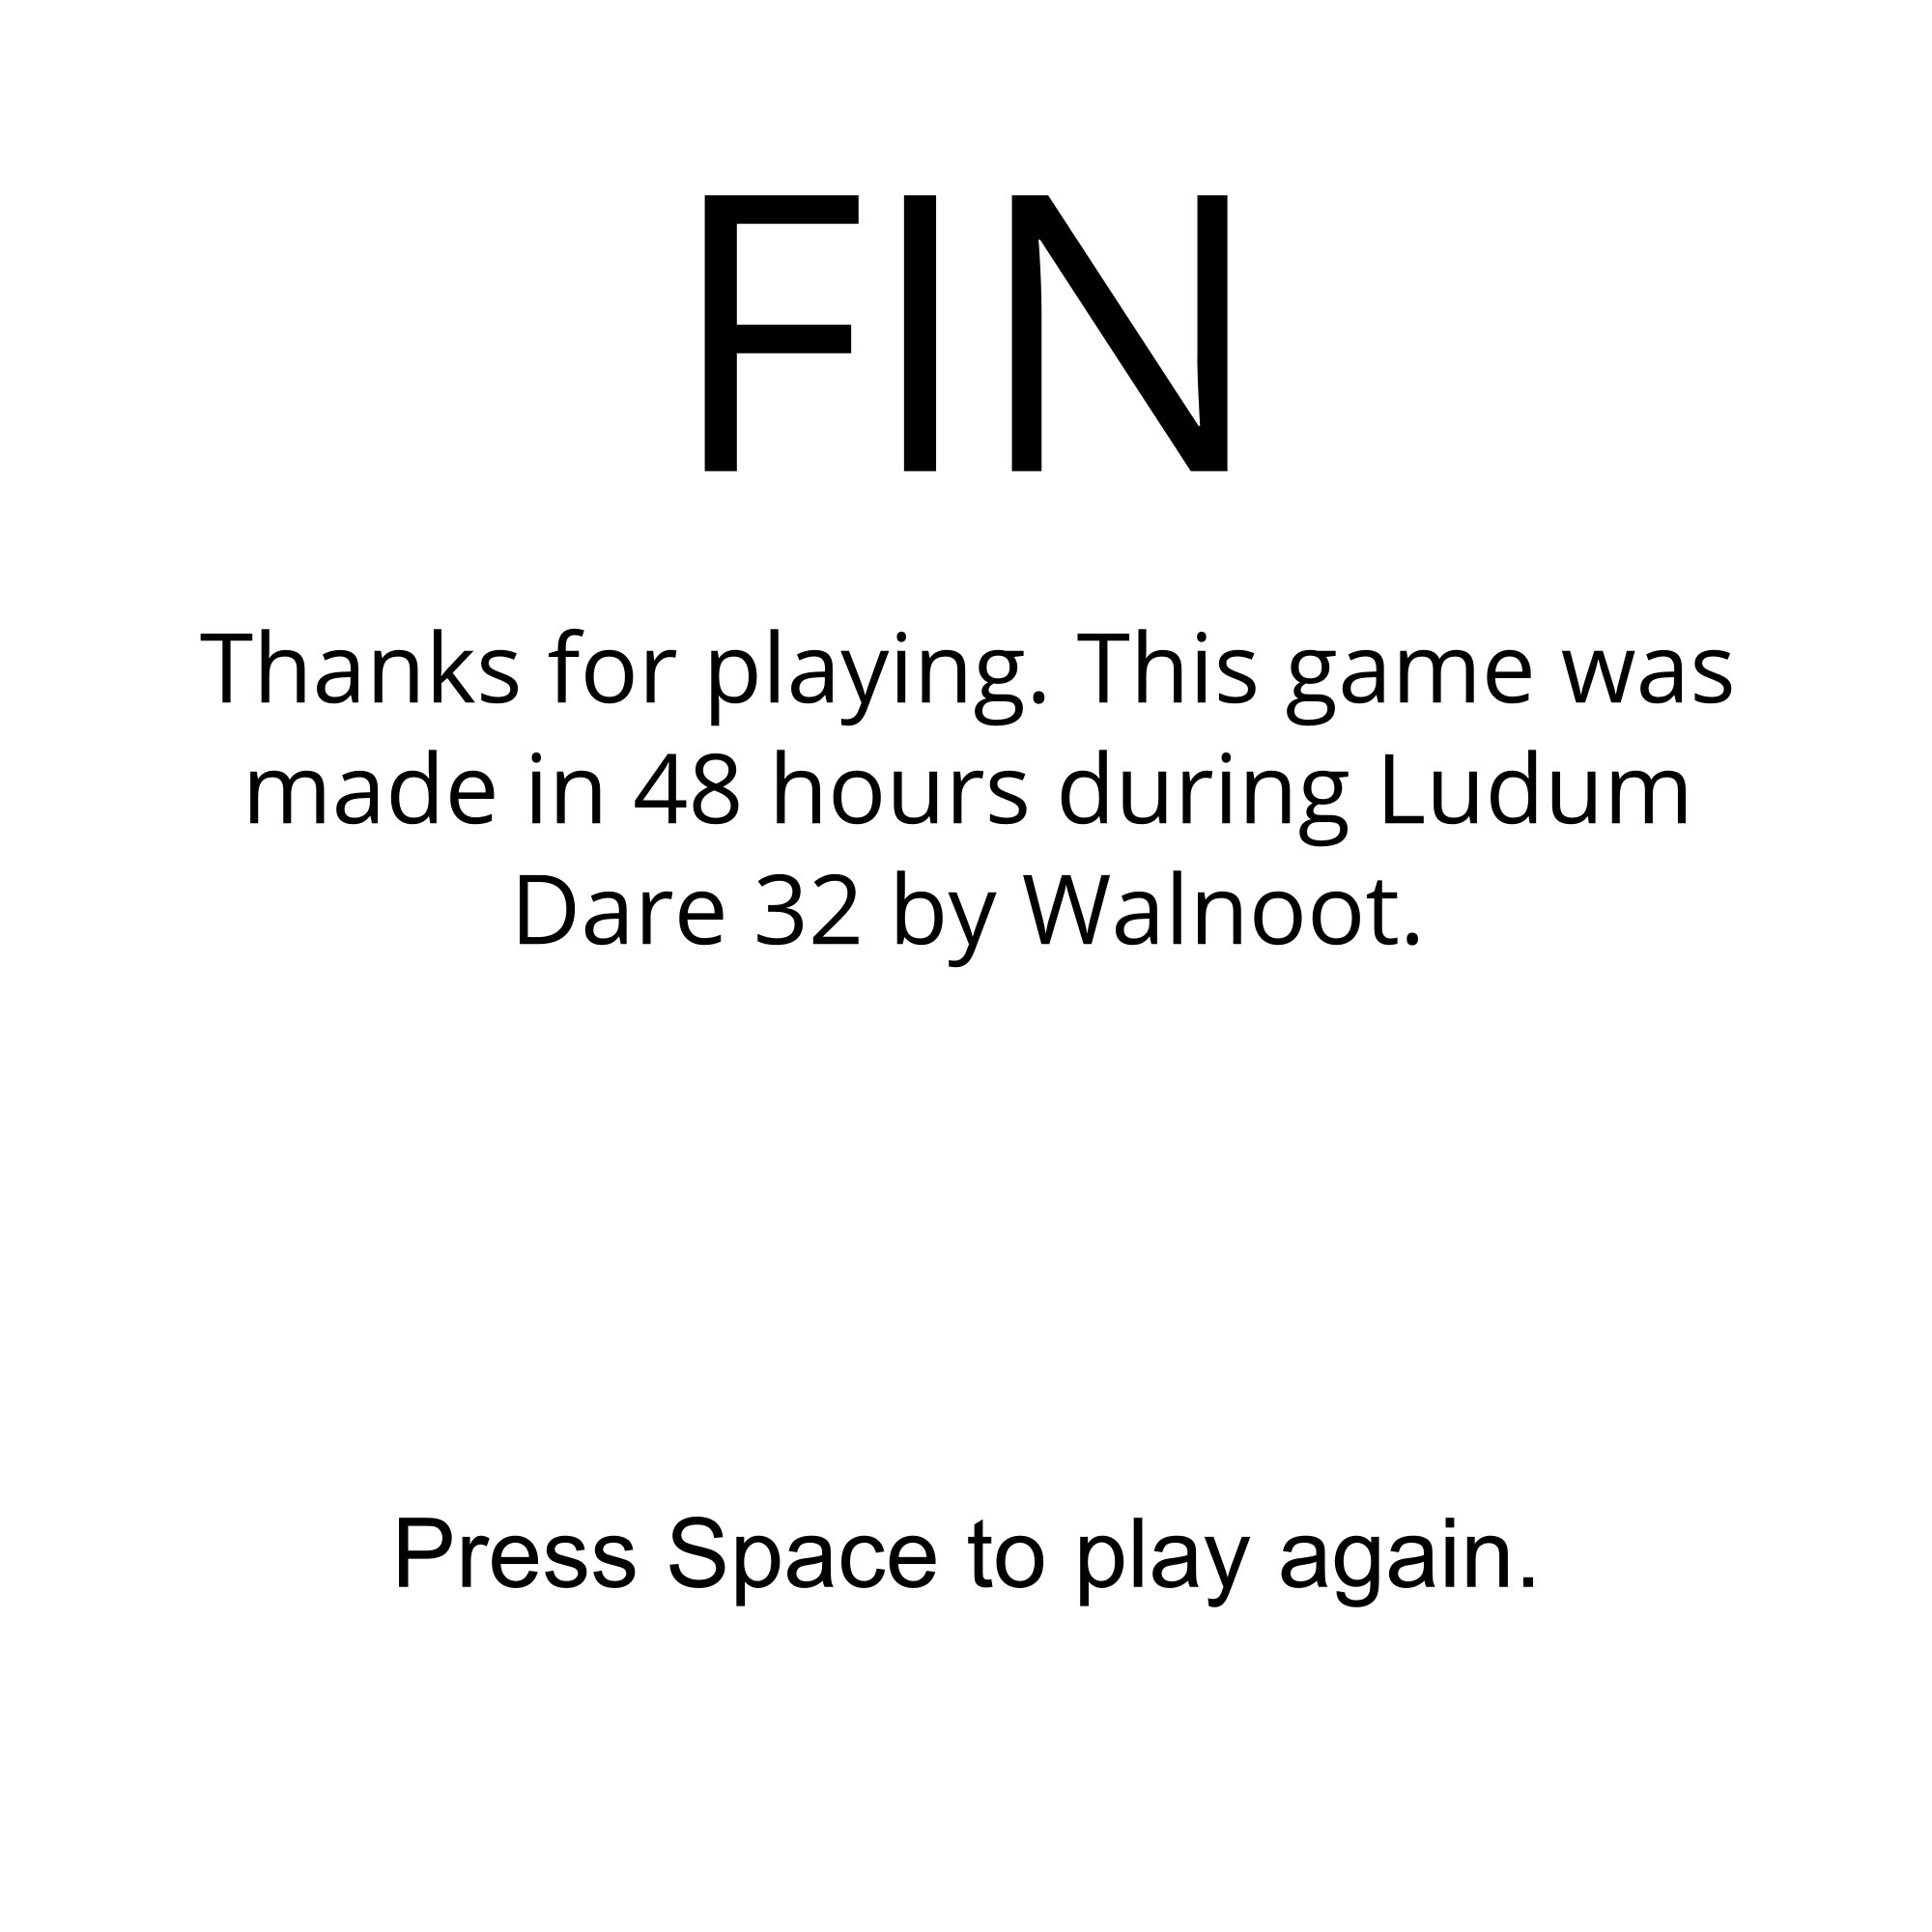 FIN
Thanks for playing. This game was
made in 48 hours during Ludum
Dare 32 by Walnoot.
Press Space to play again.